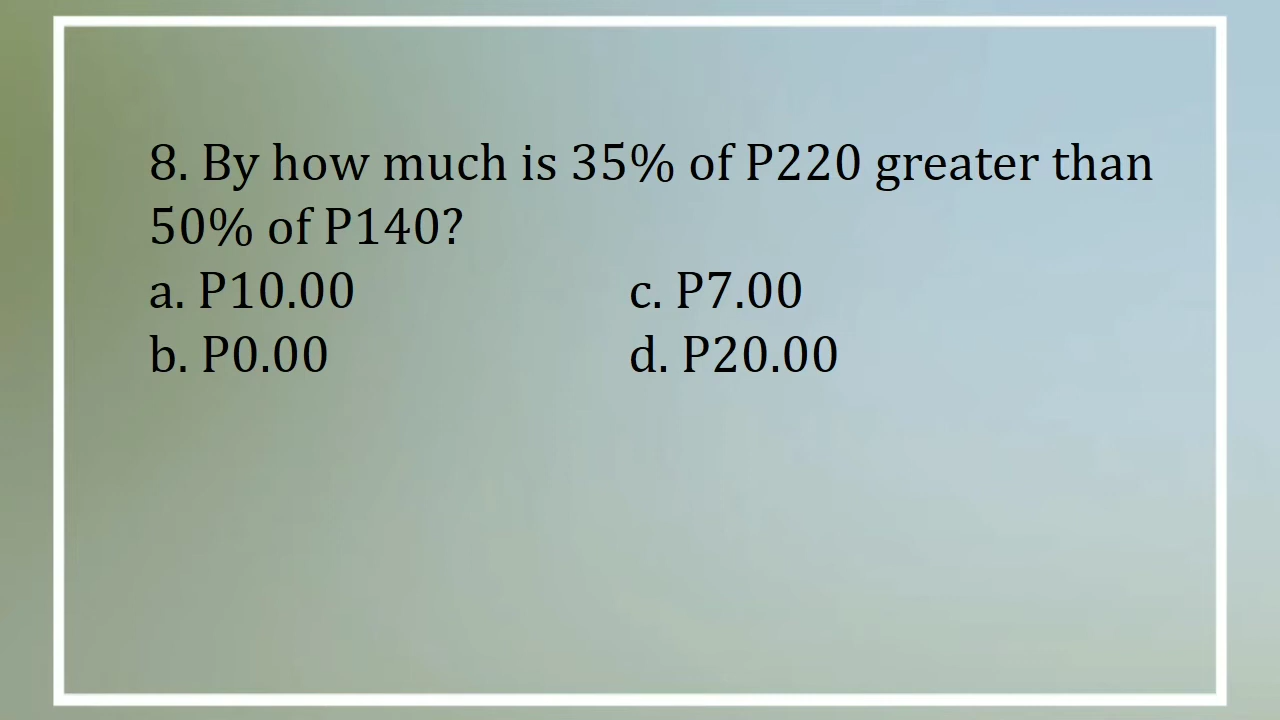 8. By how much is 35% of P220 greater than
50% of P140?
a. P10.00 c. P7.00
b. P0.00 d. P20.00